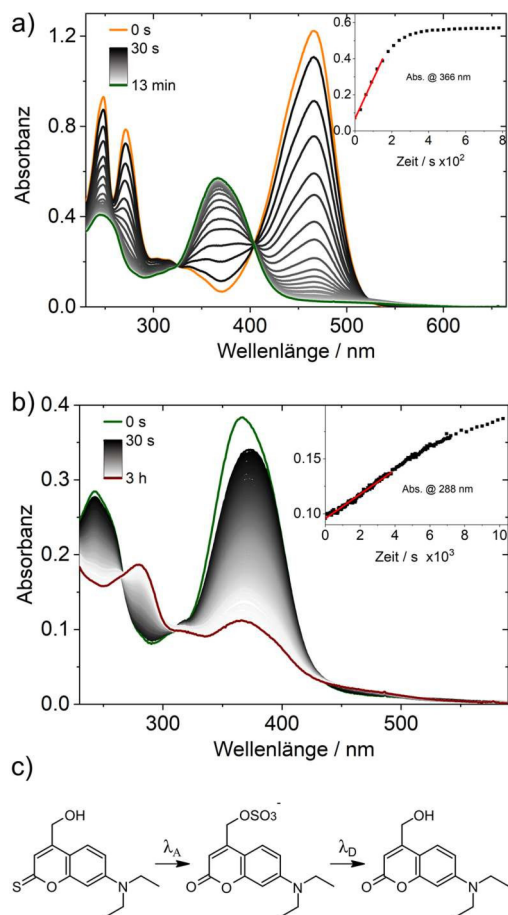 a)
0 s
30 s
13 min
Absorbanz
1.2
0.8
0.4
0.0
300 400 500 600
Wellenlänge / nm
0.6
0.4
0.2
0.0
0 2 4 6 8
Abs. @ 366 nm
Zeit / s x10²
b)
0 s
30 s
3 h
Absorbanz
0.4
0.3
0.2
0.1
0.0
300 400 500
Wellenlänge / nm
0.15
0.10
0 2 4 6 8 10
Abs. @ 288 nm
Zeit / s x10³
c)
OH OSO₃⁻ OH
λA λD
S O N O O N O O N